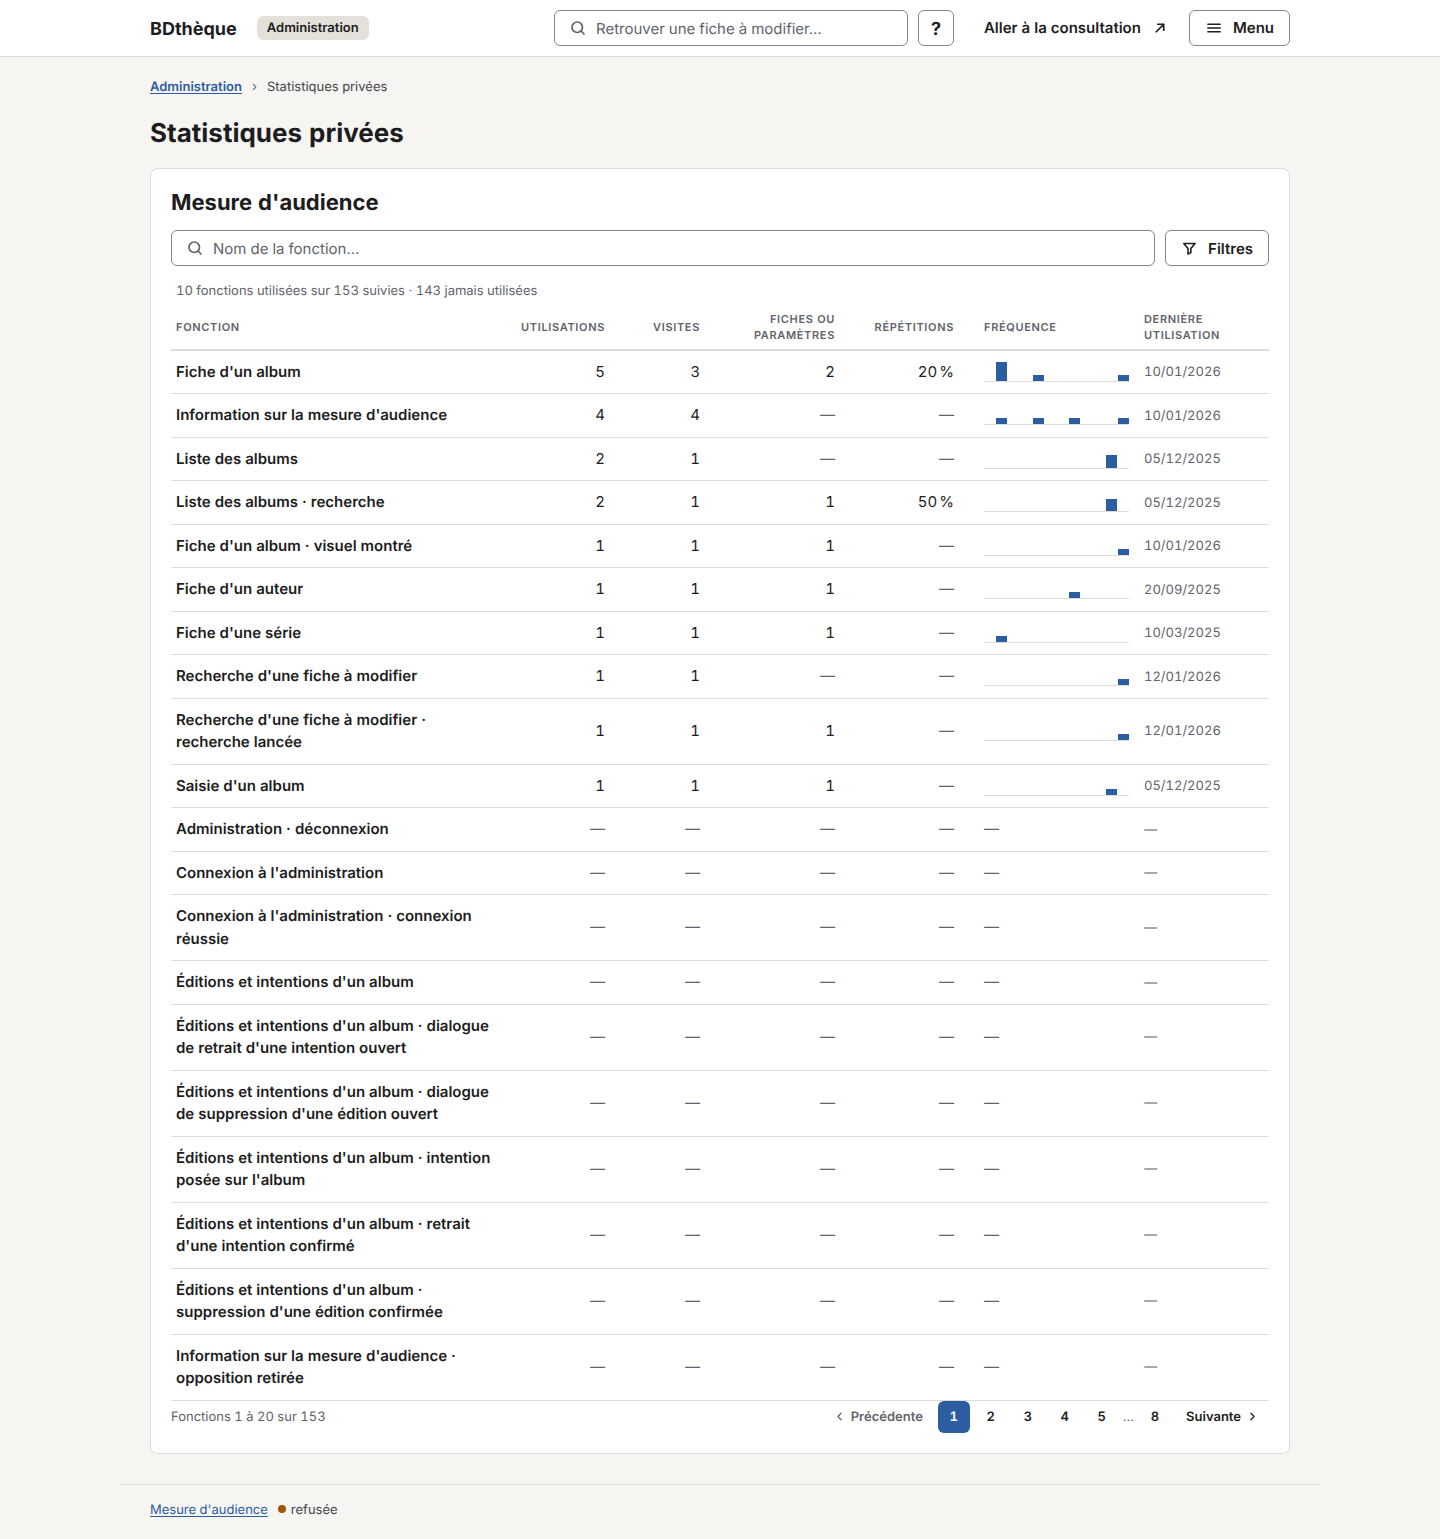 BDthèque Administration Retrouver une fiche à modifier... ? Aller à la consultation Menu
Administration › Statistiques privées
Statistiques privées
Mesure d'audience
Nom de la fonction... Filtres
10 fonctions utilisées sur 153 suivies · 143 jamais utilisées
FONCTION UTILISATIONS VISITES FICHES OU PARAMÈTRES RÉPÉTITIONS FRÉQUENCE DERNIÈRE UTILISATION
Fiche d'un album 5 3 2 20 % 10/01/2026
Information sur la mesure d'audience 4 4 — — 10/01/2026
Liste des albums 2 1 — — 05/12/2025
Liste des albums · recherche 2 1 1 50 % 05/12/2025
Fiche d'un album · visuel montré 1 1 1 — 10/01/2026
Fiche d'un auteur 1 1 1 — 20/09/2025
Fiche d'une série 1 1 1 — 10/03/2025
Recherche d'une fiche à modifier 1 1 — — 12/01/2026
Recherche d'une fiche à modifier ·
recherche lancée 1 1 1 — 12/01/2026
Saisie d'un album 1 1 1 — 05/12/2025
Administration · déconnexion — — — — — —
Connexion à l'administration — — — — — —
Connexion à l'administration · connexion
réussie — — — — — —
Éditions et intentions d'un album — — — — — —
Éditions et intentions d'un album · dialogue
de retrait d'une intention ouvert — — — — — —
Éditions et intentions d'un album · dialogue
de suppression d'une édition ouvert — — — — — —
Éditions et intentions d'un album · intention
posée sur l'album — — — — — —
Éditions et intentions d'un album · retrait
d'une intention confirmé — — — — — —
Éditions et intentions d'un album ·
suppression d'une édition confirmée — — — — — —
Information sur la mesure d'audience ·
opposition retirée — — — — — —
Fonctions 1 à 20 sur 153 ‹ Précédente 1 2 3 4 5 ... 8 Suivante ›
Mesure d'audience refusée